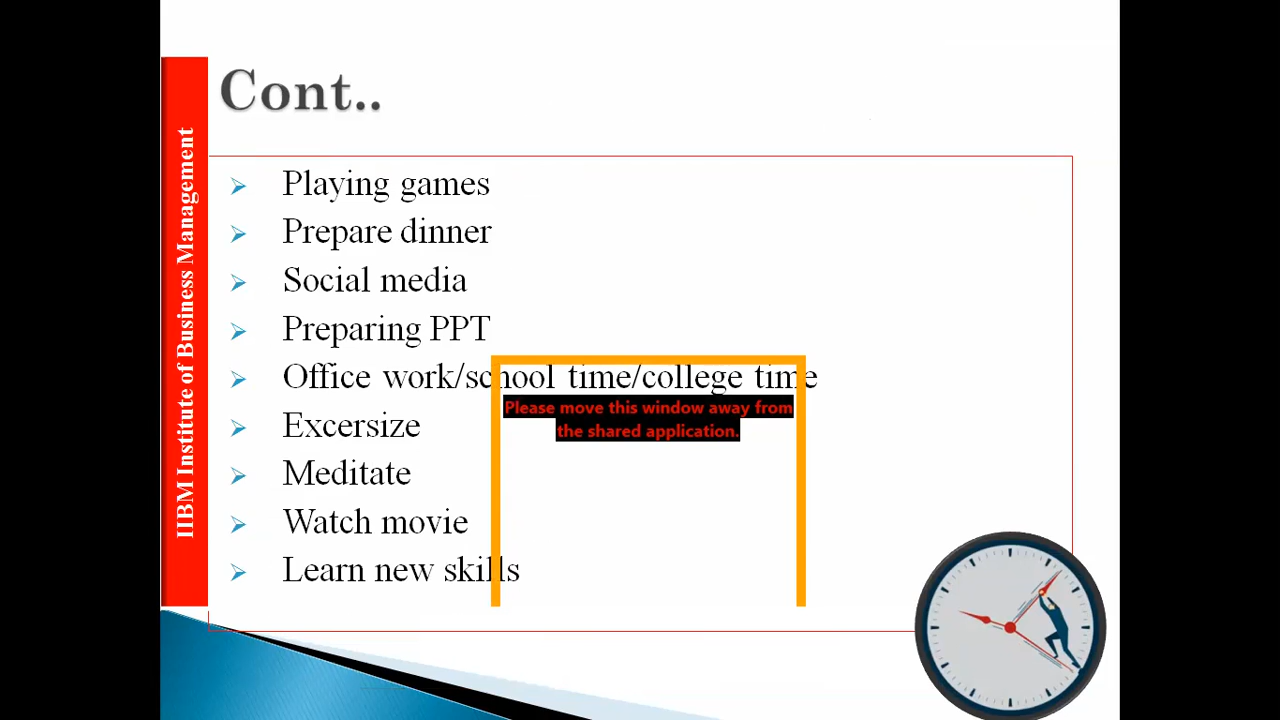 Cont..
IIBM Institute of Business Management
Playing games
Prepare dinner
Social media
Preparing PPT
Office work/school time/college time
Please move this window away from
the shared application.
Excersize
Meditate
Watch movie
Learn new skills